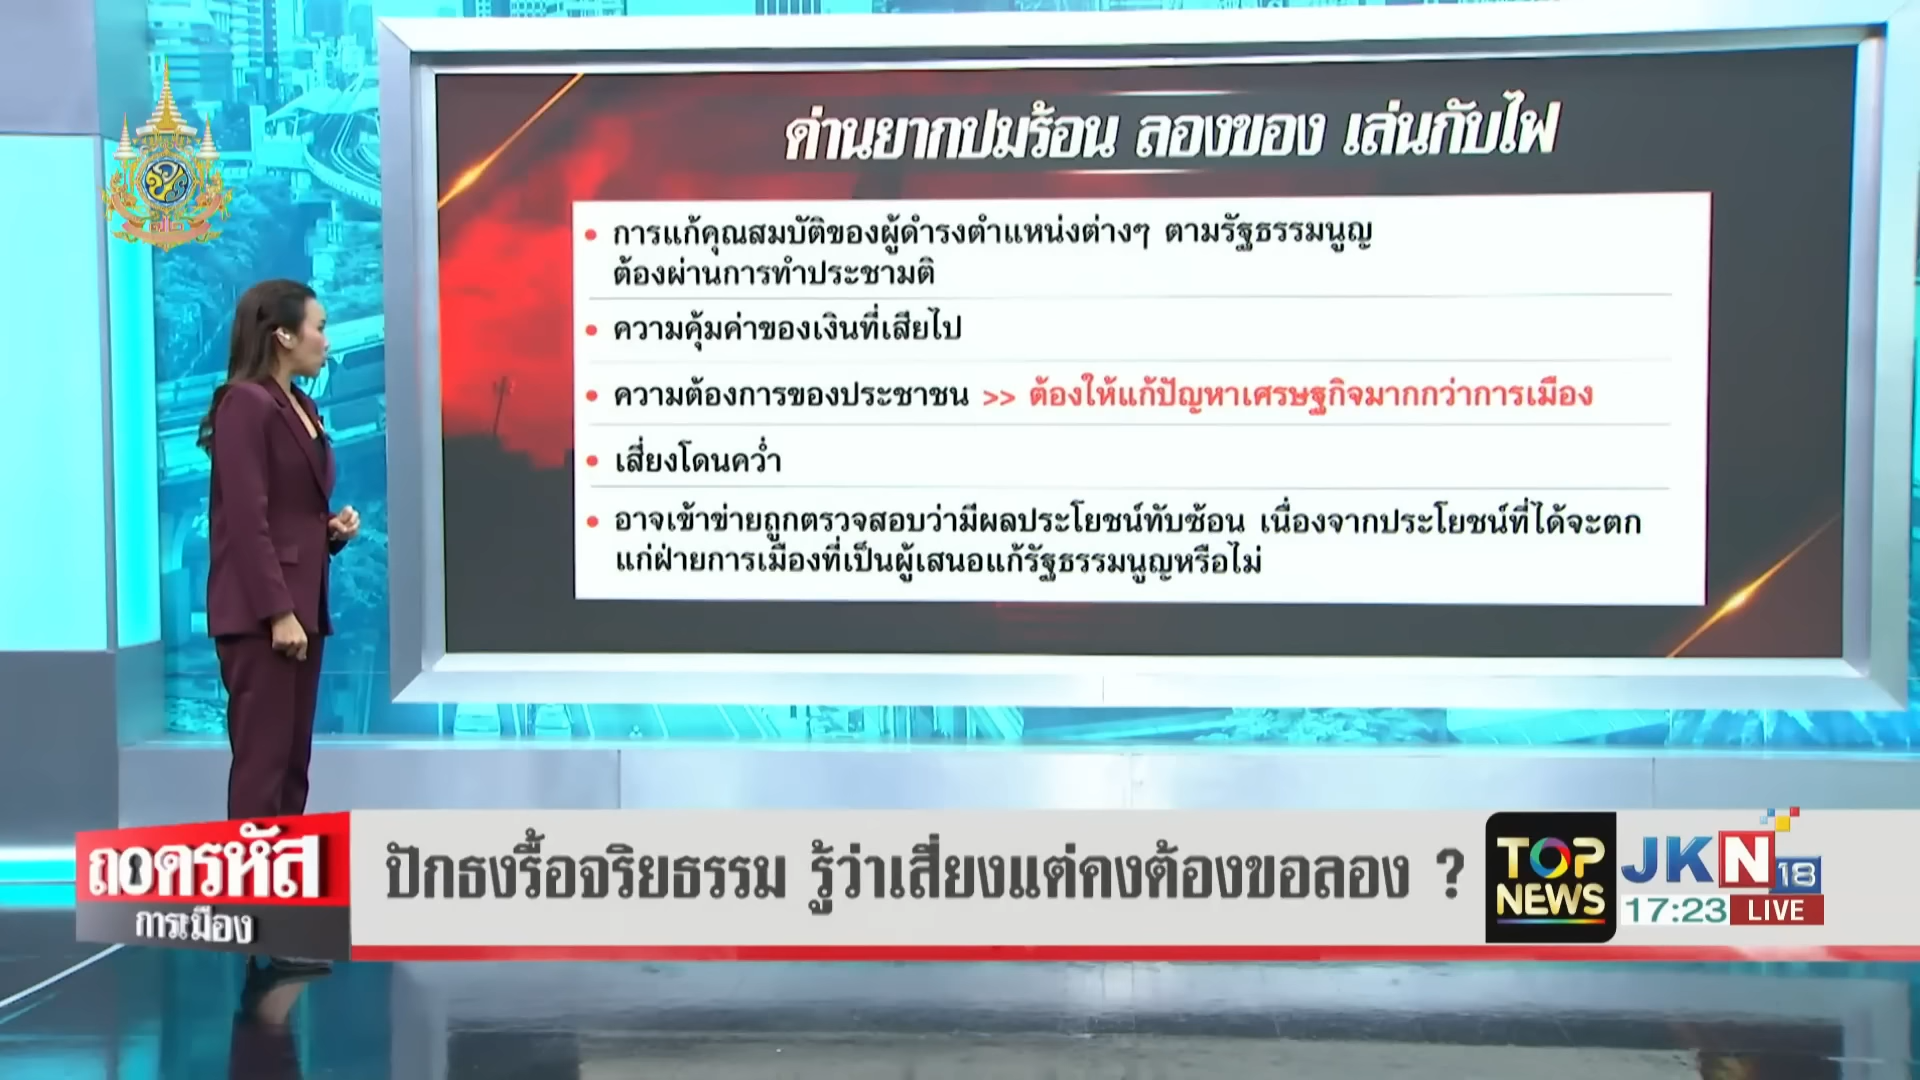 ด่านยากปมร้อน ลองของ เล่นกับไฟ
• การแก้คุณสมบัติของผู้ดำรงตำแหน่งต่างๆ ตามรัฐธรรมนูญ
ต้องผ่านการทำประชามติ
• ความคุ้มค่าของเงินที่เสียไป
• ความต้องการของประชาชน >> ต้องให้แก้ปัญหาเศรษฐกิจมากกว่าการเมือง
• เสี่ยงโดนคว่ำ
• อาจเข้าข่ายถูกตรวจสอบว่ามีผลประโยชน์ทับซ้อน เนื่องจากประโยชน์ที่ได้จะตก
แก่ฝ่ายการเมืองที่เป็นผู้เสนอแก้รัฐธรรมนูญหรือไม่
ถอดรหัส
การเมือง
ปักธงรื้อจริยธรรม รู้ว่าเสี่ยงแต่คงต้องขอลอง ?
TOP
NEWS
JKN18
17:23 LIVE